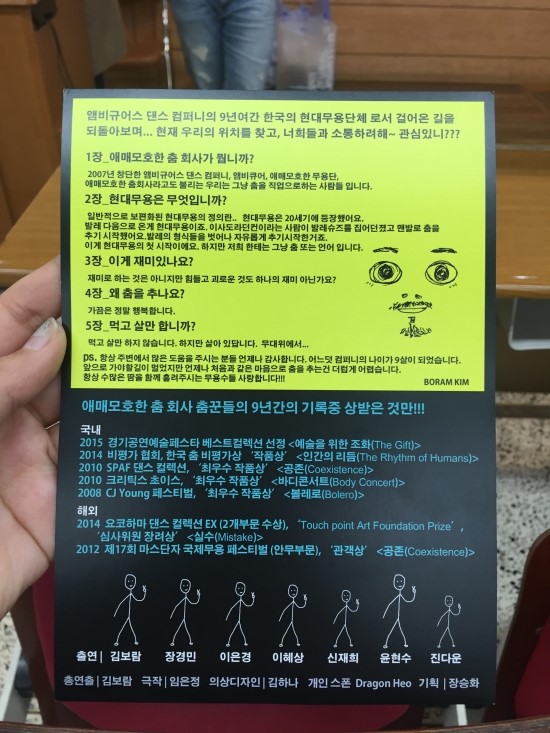 앰비규어스 댄스 컴퍼니의 9년여간 한국의 현대무용단체 로서 걸어온 길을
되돌아보며... 현재 우리의 위치를 찾고, 너희들과 소통하려해~ 관심있니???
1장_애매모호한 춤 회사가 뭡니까?
2007년 창단한 앰비규어스 댄스 컴퍼니, 앰비큐어, 애매모호한 무용단,
애매모호한 춤회사라고도 불리는 우리는 그냥 춤을 직업으로하는 사람들 입니다.
2장_현대무용은 무엇입니까?
일반적으로 보편화된 현대무용의 정의란.. 현대무용은 20세기에 등장했어요.
발레 다음으로 온게 현대무용이죠. 이사도라던컨이라는 사람이 발레슈즈를 집어던졌고 맨발로 춤을
추기 시작했어요.발레의 형식들을 벗어나 자유롭게 추기시작한거죠.
이게 현대무용의 첫 시작이에요. 하지만 저희 한테는 그냥 춤 또는 언어 입니다.
3장_이게 재미있나요?
재미로 하는 것은 아니지만 힘들고 괴로운 것도 하나의 재미 아닌가요?
4장_왜 춤을 추나요?
가끔은 정말 행복합니다.
5장_먹고 살만 합니까?
먹고 살만 하지 않습니다. 하지만 살아 있답니다. 무대위에서...
ps. 항상 주변에서 많은 도움을 주시는 분들 언제나 감사합니다. 어느덧 컴퍼니의 나이가 9살이 되었습니다.
앞으로 가야할길이 멀었지만 언제나 처음과 같은 마음으로 춤을 추는건 더럽게 어렵습니다.
항상 수많은 땀을 함께 흘려주시는 무용수들 사랑합니다!!!
BORAM KIM
애매모호한 춤 회사 춤꾼들의 9년간의 기록중 상받은 것만!!!
국내
2015 경기공연예술페스타 베스트컬렉션 선정 <예술을 위한 조화(The Gift)>
2014 비평가 협회, 한국 춤 비평가상 ‘작품상’ <인간의 리듬(The Rhythm of Humans)>
2010 SPAF 댄스 컬렉션, ‘최우수 작품상’ <공존(Coexistence)>
2010 크리틱스 초이스, ‘최우수 작품상’ <바디콘서트(Body Concert)>
2008 CJ Young 페스티벌, ‘최우수 작품상’ <볼레로(Bolero)>
해외
2014 요코하마 댄스 컬렉션 EX (2개부문 수상), ‘Touch point Art Foundation Prize’,
‘심사위원 장려상’ <실수(Mistake)>
2012 제17회 마스단자 국제무용 페스티벌 (안무부문), ‘관객상’ <공존(Coexistence)>
출연 | 김보람 장경민 이은경 이혜상 신재희 윤현수 진다운
총연출 | 김보람 극작 | 임은정 의상디자인 | 김하나 개인 스폰 Dragon Heo 기획 | 장승화